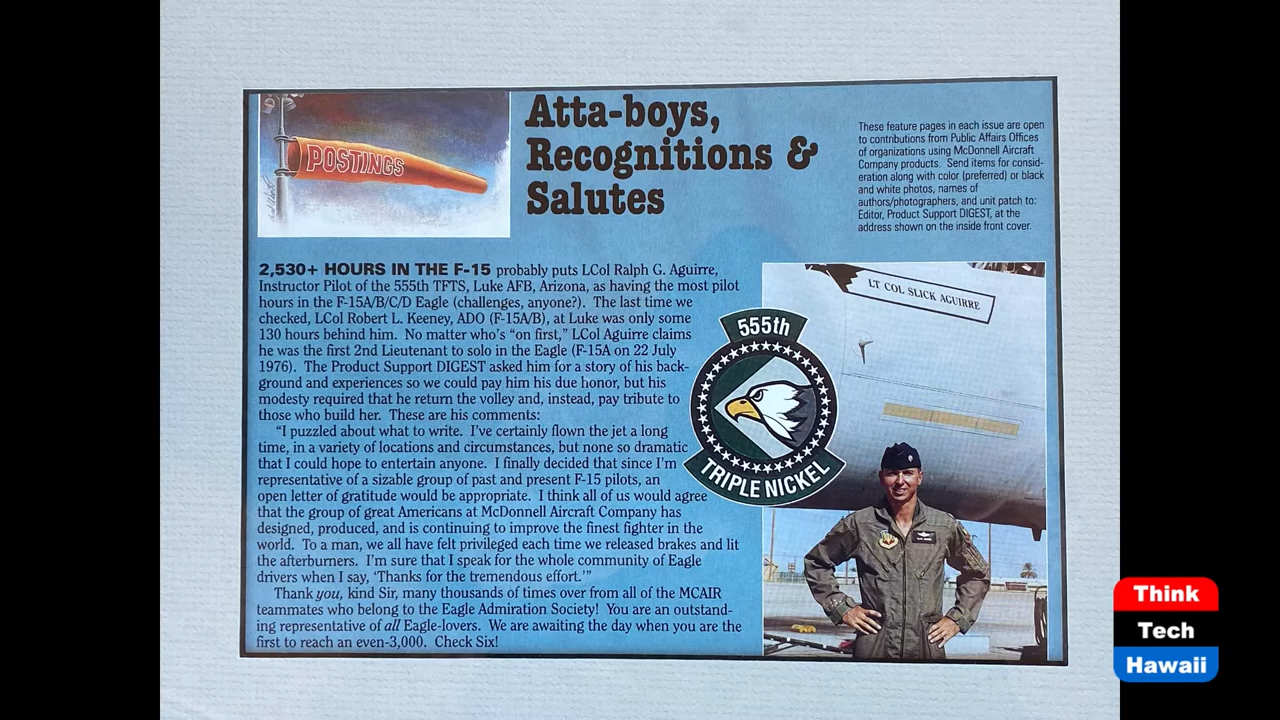 POSTINGS
Atta-boys,
Recognitions &
Salutes
These feature pages in each issue are open
to contributions from Public Affairs Offices
of organizations using McDonnell Aircraft
Company products. Send items for consid-
eration along with color (preferred) or black
and white photos, names of
authors/photographers, and unit patch to:
Editor, Product Support DIGEST, at the
address shown on the inside front cover.
2,530+ HOURS IN THE F-15 probably puts LCol Ralph G. Aguirre,
Instructor Pilot of the 555th TFTS, Luke AFB, Arizona, as having the most pilot
hours in the F-15A/B/C/D Eagle (challenges, anyone?). The last time we
checked, LCol Robert L. Keeney, ADO (F-15A/B), at Luke was only some
130 hours behind him. No matter who's "on first," LCol Aguirre claims
he was the first 2nd Lieutenant to solo in the Eagle (F-15A on 22 July
1976). The Product Support DIGEST asked him for a story of his back-
ground and experiences so we could pay him his due honor, but his
modesty required that he return the volley and, instead, pay tribute to
those who build her. These are his comments:
"I puzzled about what to write. I've certainly flown the jet a long
time, in a variety of locations and circumstances, but none so dramatic
that I could hope to entertain anyone. I finally decided that since I'm
representative of a sizable group of past and present F-15 pilots, an
open letter of gratitude would be appropriate. I think all of us would agree
that the group of great Americans at McDonnell Aircraft Company has
designed, produced, and is continuing to improve the finest fighter in the
world. To a man, we all have felt privileged each time we released brakes and lit
the afterburners. I'm sure that I speak for the whole community of Eagle
drivers when I say, 'Thanks for the tremendous effort.'"
Thank you, kind Sir, many thousands of times over from all of the MCAIR
teammates who belong to the Eagle Admiration Society! You are an outstand-
ing representative of all Eagle-lovers. We are awaiting the day when you are the
first to reach an even-3,000. Check Six!
555th
TRIPLE NICKEL
LT COL SLICK AGUIRRE
Think
Tech
Hawaii